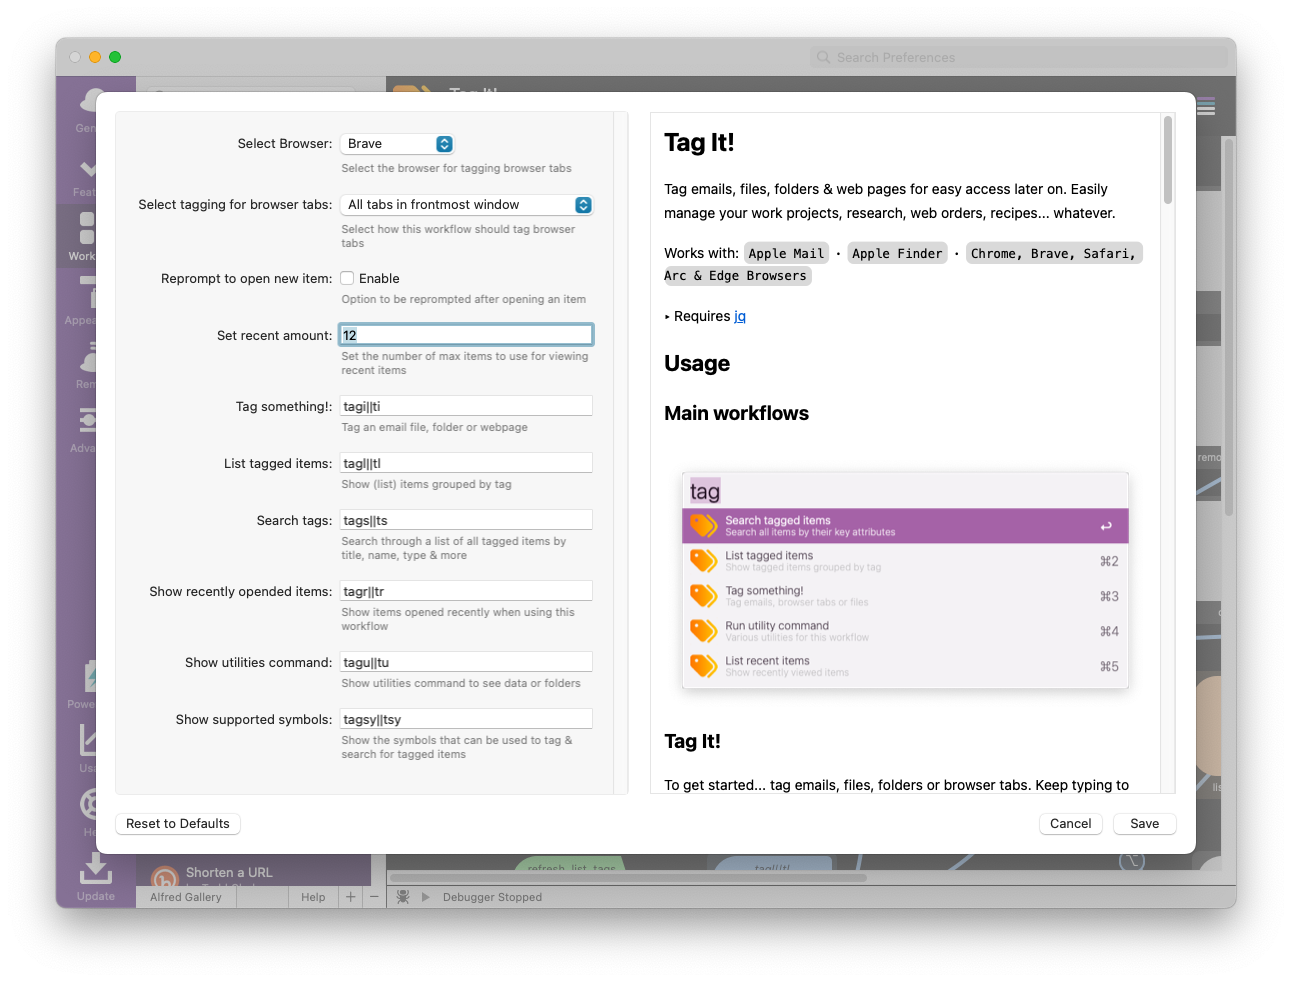 Search Preferences
Tag It!
Select Browser:
Brave
Select the browser for tagging browser tabs
Select tagging for browser tabs:
All tabs in frontmost window
Select how this workflow should tag browser
tabs
Reprompt to open new item:
Enable
Option to be reprompted after opening an item
Set recent amount:
12
Set the number of max items to use for viewing
recent items
Tag something!:
tagi||ti
Tag an email file, folder or webpage
List tagged items:
tagl||tl
Show (list) items grouped by tag
Search tags:
tags||ts
Search through a list of all tagged items by
title, name, type & more
Show recently opended items:
tagr||tr
Show items opened recently when using this
workflow
Show utilities command:
tagu||tu
Show utilities command to see data or folders
Show supported symbols:
tagsy||tsy
Show the symbols that can be used to tag &
search for tagged items
Reset to Defaults
Tag It!
Tag emails, files, folders & web pages for easy access later on. Easily
manage your work projects, research, web orders, recipes... whatever.
Works with: Apple Mail • Apple Finder • Chrome, Brave, Safari,
Arc & Edge Browsers
▸ Requires jq
Usage
Main workflows
tag
Search tagged items
Search all items by their key attributes
List tagged items
Show tagged items grouped by tag
⌘2
Tag something!
Tag emails, browser tabs or files
⌘3
Run utility command
Various utilities for this workflow
⌘4
List recent items
Show recently viewed items
⌘5
Tag It!
To get started... tag emails, files, folders or browser tabs. Keep typing to
Cancel
Save
Shorten a URL
refresh_list_tags
Update
Alfred Gallery
Help
Debugger Stopped